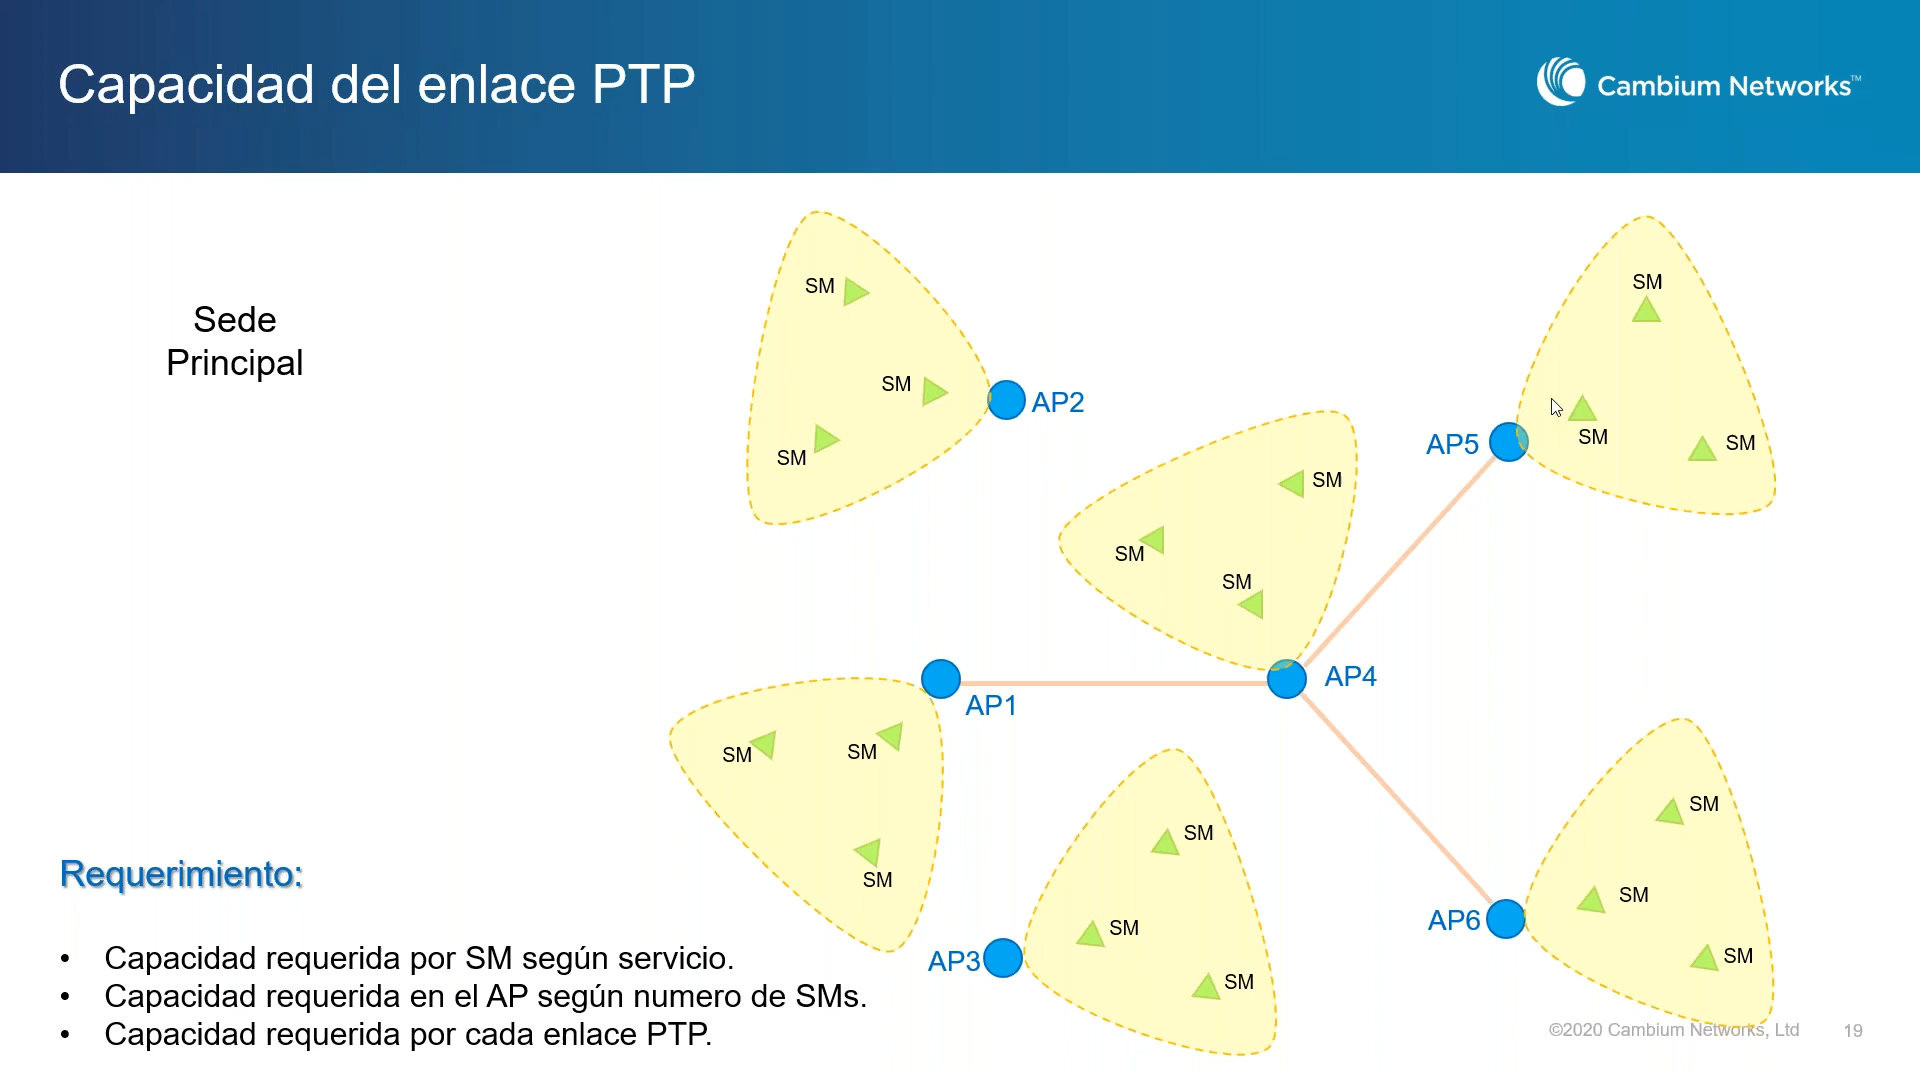 Capacidad del enlace PTP
Cambium Networks™
Sede
Principal
SM
SM
SM
AP2
SM
SM
SM
AP5
SM
SM
SM
AP4
AP1
SM
SM
SM
SM
SM
SM
AP3
SM
SM
SM
AP6
Requerimiento:
• Capacidad requerida por SM según servicio.
• Capacidad requerida en el AP según numero de SMs.
• Capacidad requerida por cada enlace PTP.
©2020 Cambium Networks, Ltd 19